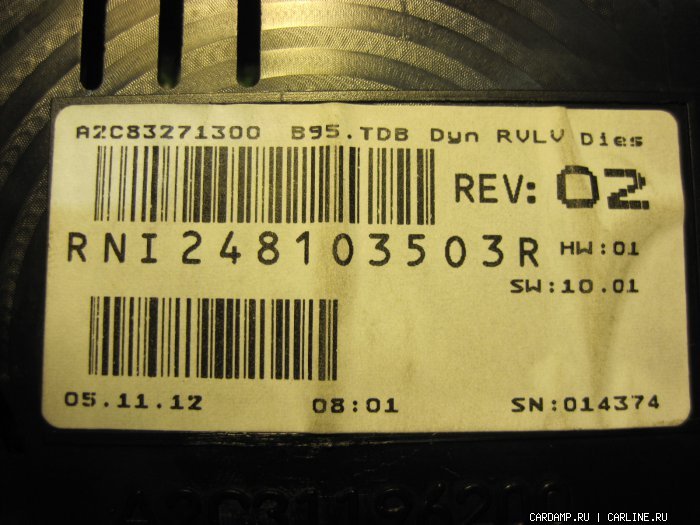 A2C83271300 B95.TDB Dyn RVLV Dies
REV: 02
RNI248103503R HW:01
SW:10.01
05.11.12 08:01 SN:014374
CARDAMP.RU | CARLINE.RU